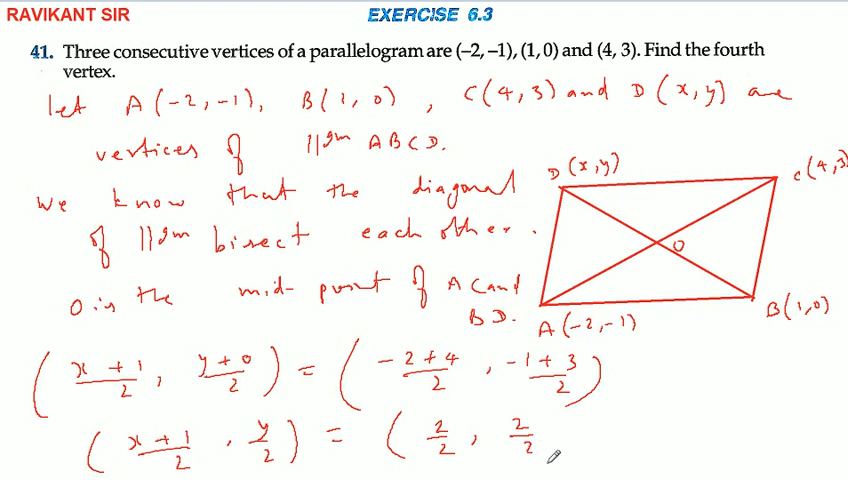 RAVIKANT SIR
EXERCISE 6.3
41. Three consecutive vertices of a parallelogram are (–2, –1), (1, 0) and (4, 3). Find the fourth
vertex.
let A(-2,-1), B(1,0), C(4,3) and D(x,y) are
vertices of ||gm ABCD.
We know that the diagonal
of ||gm bisect each other.
O is the mid-point of AC and
BD.
D(x,y)
C(4,3)
O
A(-2,-1)
B(1,0)
((x+1)/2, (y+0)/2) = ((-2+4)/2, (-1+3)/2)
((x+1)/2, y/2) = (2/2, 2/2